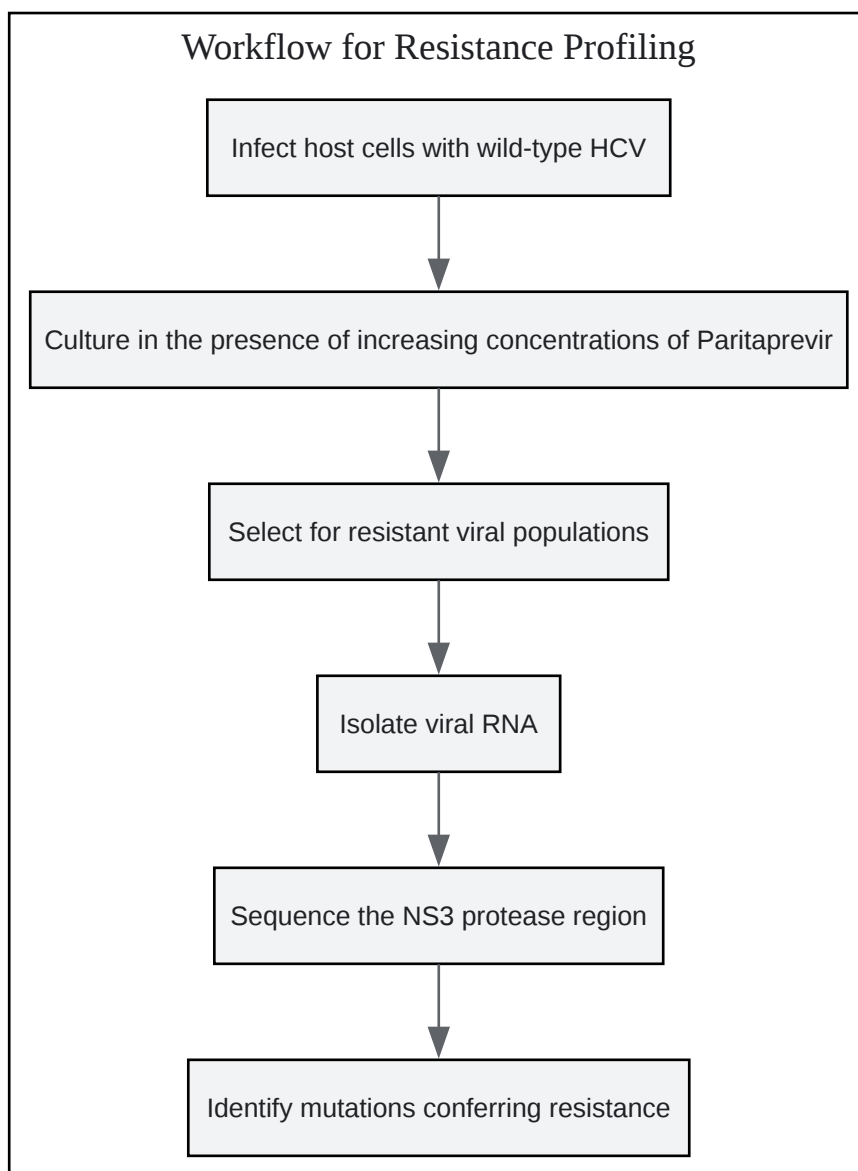 Workflow for Resistance Profiling
Infect host cells with wild-type HCV
Culture in the presence of increasing concentrations of Paritaprevir
Select for resistant viral populations
Isolate viral RNA
Sequence the NS3 protease region
Identify mutations conferring resistance